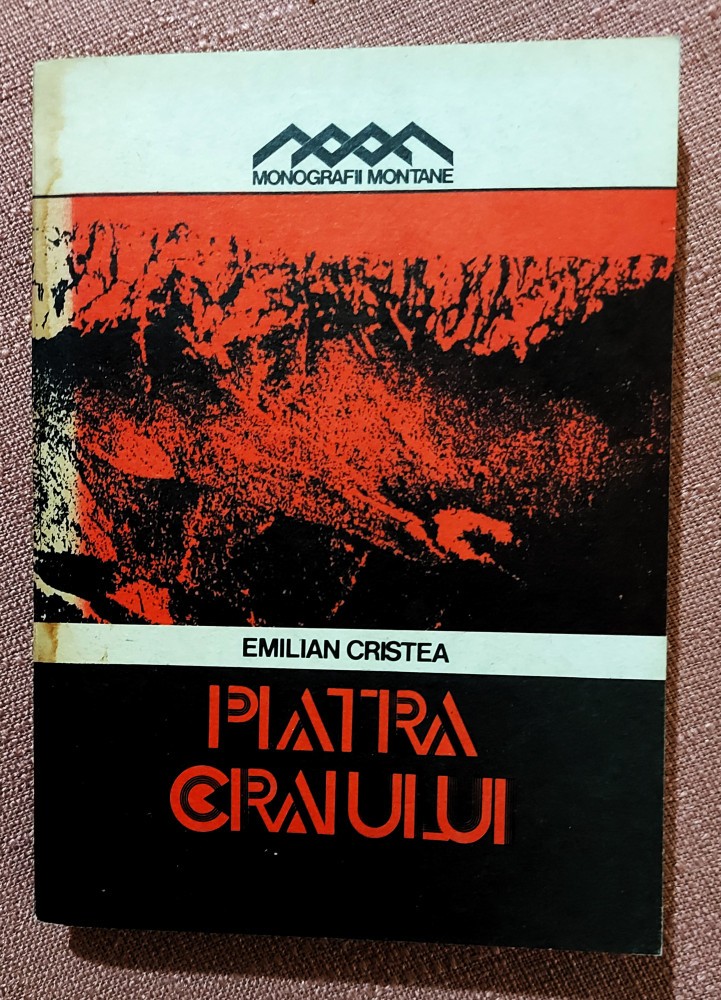 MONOGRAFII MONTANE
EMILIAN CRISTEA
PIATRA
CRAIULUI